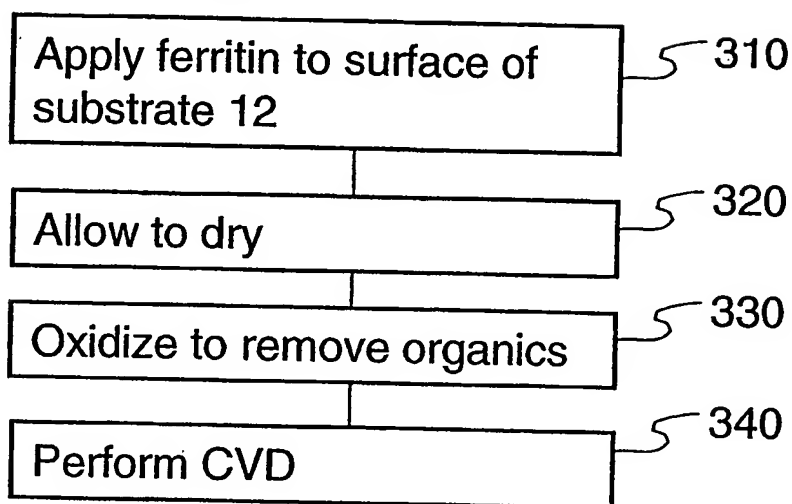 Apply ferritin to surface of
substrate 12
310
Allow to dry
320
Oxidize to remove organics
330
Perform CVD
340